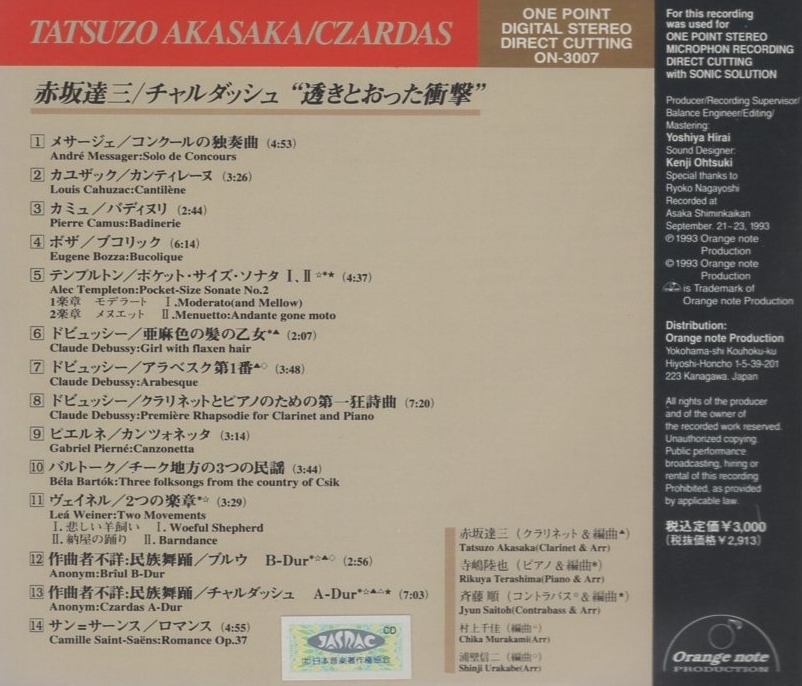 TATSUZO AKASAKA/CZARDAS
ONE POINT
DIGITAL STEREO
DIRECT CUTTING
ON-3007
赤坂達三/チャルダッシュ “透きとおった衝撃”
1 メサージェ/コンクールの独奏曲 (4:53)
André Messager:Solo de Concours
2 カユザック/カンティレーヌ (3:26)
Louis Cahuzac:Cantilène
3 カミュ/バディヌリ (2:44)
Pierre Camus:Badinerie
4 ボザ/ブコリック (6:14)
Eugene Bozza:Bucolique
5 テンプルトン/ポケット・サイズ・ソナタ Ⅰ、Ⅱ☆*★ (4:37)
Alec Templeton:Pocket-Size Sonate No.2
1楽章 モデラート Ⅰ.Moderato(and Mellow)
2楽章 メヌエット Ⅱ.Menuetto:Andante gone moto
6 ドビュッシー/亜麻色の髪の乙女*▲ (2:07)
Claude Debussy:Girl with flaxen hair
7 ドビュッシー/アラベスク第1番▲◇ (3:48)
Claude Debussy:Arabesque
8 ドビュッシー/クラリネットとピアノのための第一狂詩曲 (7:20)
Claude Debussy:Première Rhapsodie for Clarinet and Piano
9 ピエルネ/カンツォネッタ (3:14)
Gabriel Pierné:Canzonetta
10 バルトーク/チーク地方の3つの民謡 (3:44)
Béla Bartók:Three folksongs from the country of Csik
11 ヴェイネル/2つの楽章*☆ (3:29)
Leá Weiner:Two Movements
Ⅰ.悲しい羊飼い Ⅰ.Woeful Shepherd
Ⅱ.納屋の踊り Ⅱ.Barndance
12 作曲者不詳:民族舞踊/ブルウ B-Dur*☆▲◇ (2:56)
Anonym:Brîul B-Dur
13 作曲者不詳:民族舞踊/チャルダッシュ A-Dur*☆▲△★ (7:03)
Anonym:Czardas A-Dur
14 サン=サーンス/ロマンス (4:55)
Camille Saint-Saëns:Romance Op.37
JASRAC
CD
日本音楽著作権協会
赤坂達三(クラリネット&編曲▲)
Tatsuzo Akasaka(Clarinet & Arr)
寺嶋陸也(ピアノ&編曲*)
Rikuya Terashima(Piano & Arr)
斉藤 順(コントラバス☆&編曲★)
Jyun Saitoh(Contrabass & Arr)
村上千佳(編曲△)
Chika Murakami(Arr)
浦壁信二(編曲◇)
Shinji Urakabe(Arr)
For this recording
was used for
ONE POINT STEREO
MICROPHON RECORDING
DIRECT CUTTING
with SONIC SOLUTION
Producer/Recording Supervisor/
Balance Engineer/Editing/
Mastering:
Yoshiya Hirai
Sound Designer:
Kenji Ohtsuki
Special thanks to
Ryoko Nagayoshi
Recorded at
Asaka Shiminkaikan
September. 21-23, 1993
℗1993 Orange note
Production
©1993 Orange note
Production
is Trademark of
Orange note Production
Distribution:
Orange note Production
Yokohama-shi Kouhoku-ku
Hiyoshi-Honcho 1-5-39-201
223 Kanagawa, Japan
All rights of the producer
and of the owner of
the recorded work reserved.
Unauthorized copying.
Public performance
broadcasting, hiring or
rental of this recording
Prohibited, as provided
by applicable law.
税込定価¥3,000
(税抜価格¥2,913)
Orange note
PRODUCTION